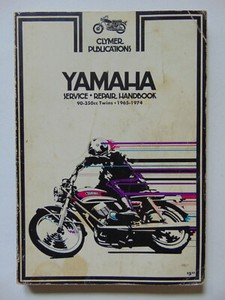 CLYMER
PUBLICATIONS
YAMAHA
SERVICE • REPAIR HANDBOOK
90-350cc Twins • 1965-1974